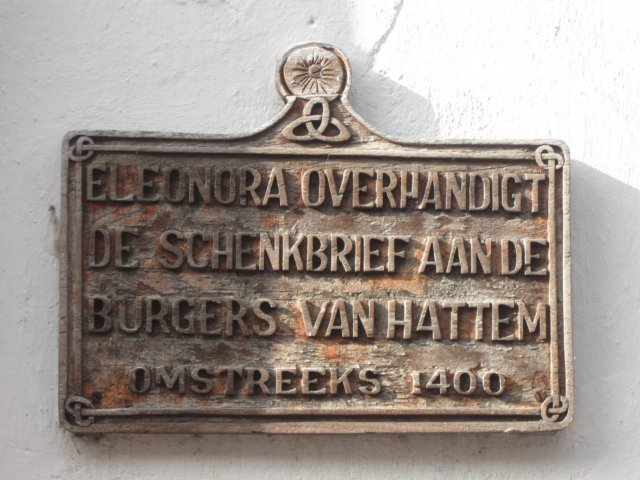 ELEONORA OVERHANDIGT
DE SCHENKBRIEF AAN DE
BURGERS VAN HATTEM
OMSTREEKS 1400